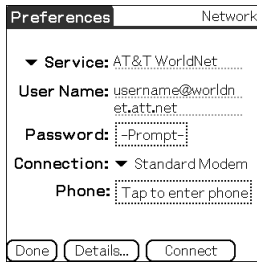 Preferences Network
Service: AT&T WorldNet
User Name: username@worldn
et.att.net
Password: -Prompt-
Connection: Standard Modem
Phone: Tap to enter phone
Done Details... Connect